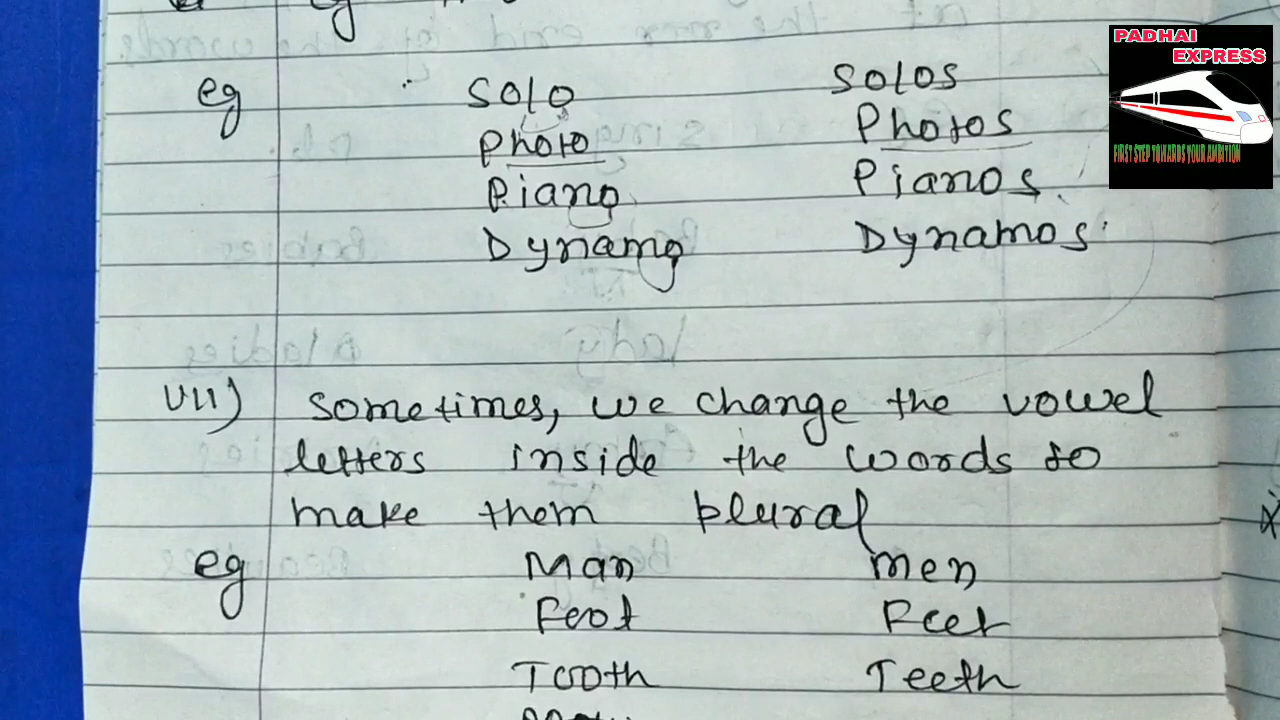 eg Solo Solos
Photo Photos
Piano Pianos
Dynamo Dynamos
VII) Sometimes, we change the vowel
letters inside the words to
make them plural
eg Man Men
Foot Feet
Tooth Teeth
PADHAI
EXPRESS
FIRST STEP TOWARDS YOUR AMBITION